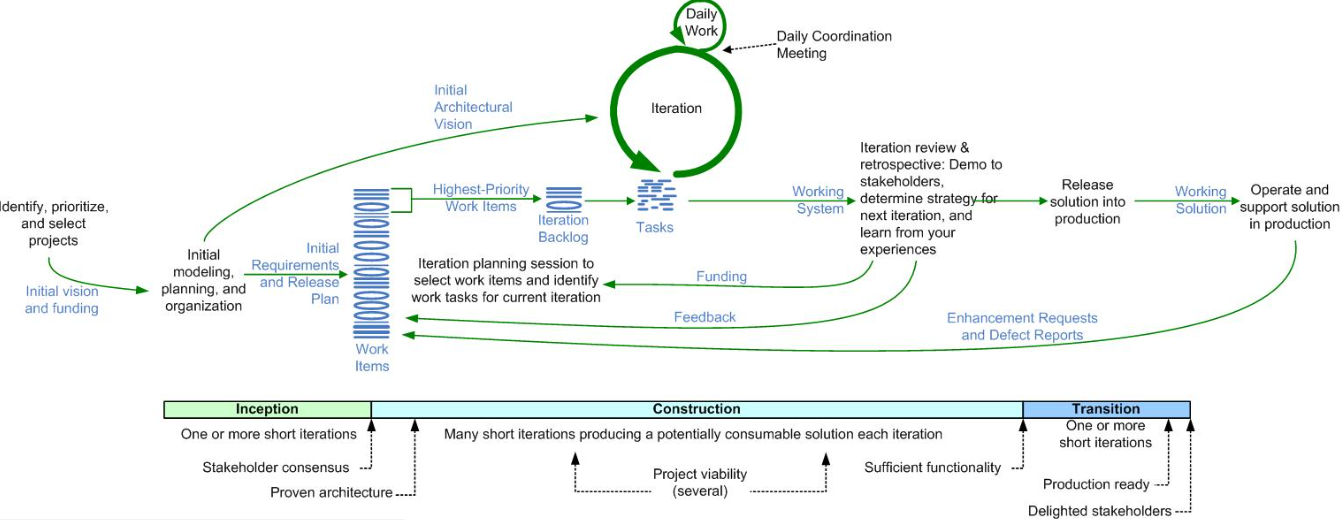 Daily
Work
Daily Coordination
Meeting
Iteration
Initial
Architectural
Vision
Identify, prioritize,
and select
projects
Initial vision
and funding
Initial
modeling,
planning, and
organization
Initial
Requirements
and Release
Plan
Work
Items
Highest-Priority
Work Items
Iteration
Backlog
Tasks
Working
System
Iteration review &
retrospective: Demo to
stakeholders,
determine strategy for
next iteration, and
learn from your
experiences
Release
solution into
production
Working
Solution
Operate and
support solution
in production
Iteration planning session to
select work items and identify
work tasks for current iteration
Funding
Feedback
Enhancement Requests
and Defect Reports
Inception
Construction
Transition
One or more short iterations
Many short iterations producing a potentially consumable solution each iteration
One or more
short iterations
Stakeholder consensus
Proven architecture
Project viability
(several)
Sufficient functionality
Production ready
Delighted stakeholders